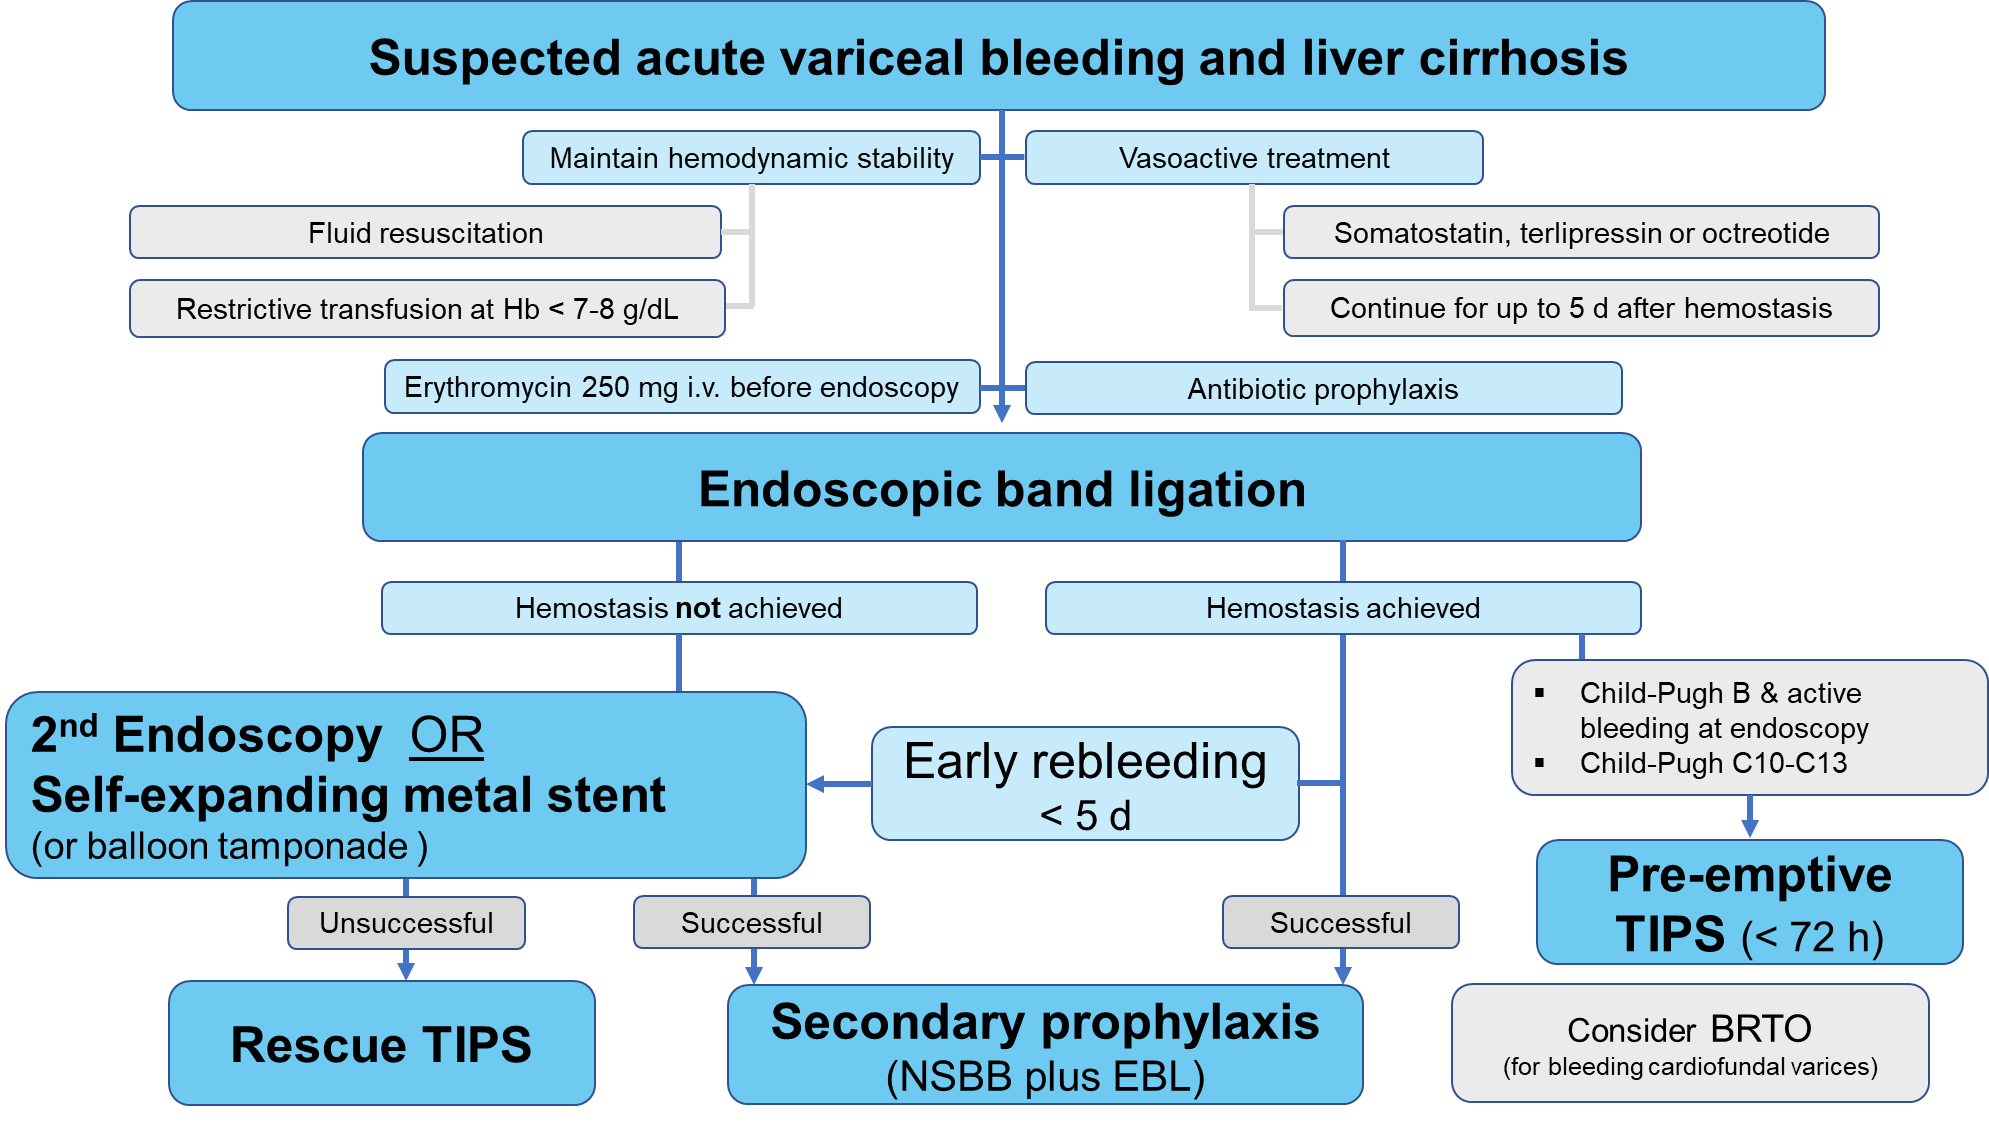 Suspected acute variceal bleeding and liver cirrhosis
Maintain hemodynamic stability
Vasoactive treatment
Fluid resuscitation
Somatostatin, terlipressin or octreotide
Restrictive transfusion at Hb < 7-8 g/dL
Continue for up to 5 d after hemostasis
Erythromycin 250 mg i.v. before endoscopy
Antibiotic prophylaxis
Endoscopic band ligation
Hemostasis not achieved
Hemostasis achieved
2nd Endoscopy OR
Self-expanding metal stent
(or balloon tamponade )
Early rebleeding
< 5 d
▪ Child-Pugh B & active
bleeding at endoscopy
▪ Child-Pugh C10-C13
Pre-emptive
TIPS (< 72 h)
Unsuccessful
Successful
Successful
Rescue TIPS
Secondary prophylaxis
(NSBB plus EBL)
Consider BRTO
(for bleeding cardiofundal varices)